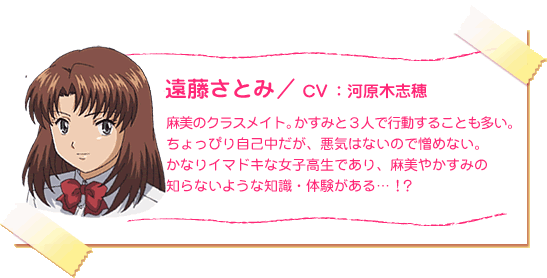 遠藤さとみ／ CV ：河原木志穂
麻美のクラスメイト。かすみと３人で行動することも多い。
ちょっぴり自己中だが、悪気はないので憎めない。
かなりイマドキな女子高生であり、麻美やかすみの
知らないような知識・体験がある…！？